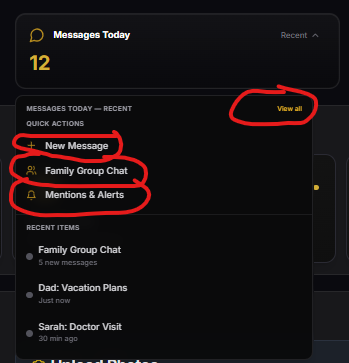 Messages Today
Recent
12
MESSAGES TODAY — RECENT
View all
QUICK ACTIONS
New Message
Family Group Chat
Mentions & Alerts
RECENT ITEMS
Family Group Chat
5 new messages
Dad: Vacation Plans
Just now
Sarah: Doctor Visit
30 min ago
Upload Photos